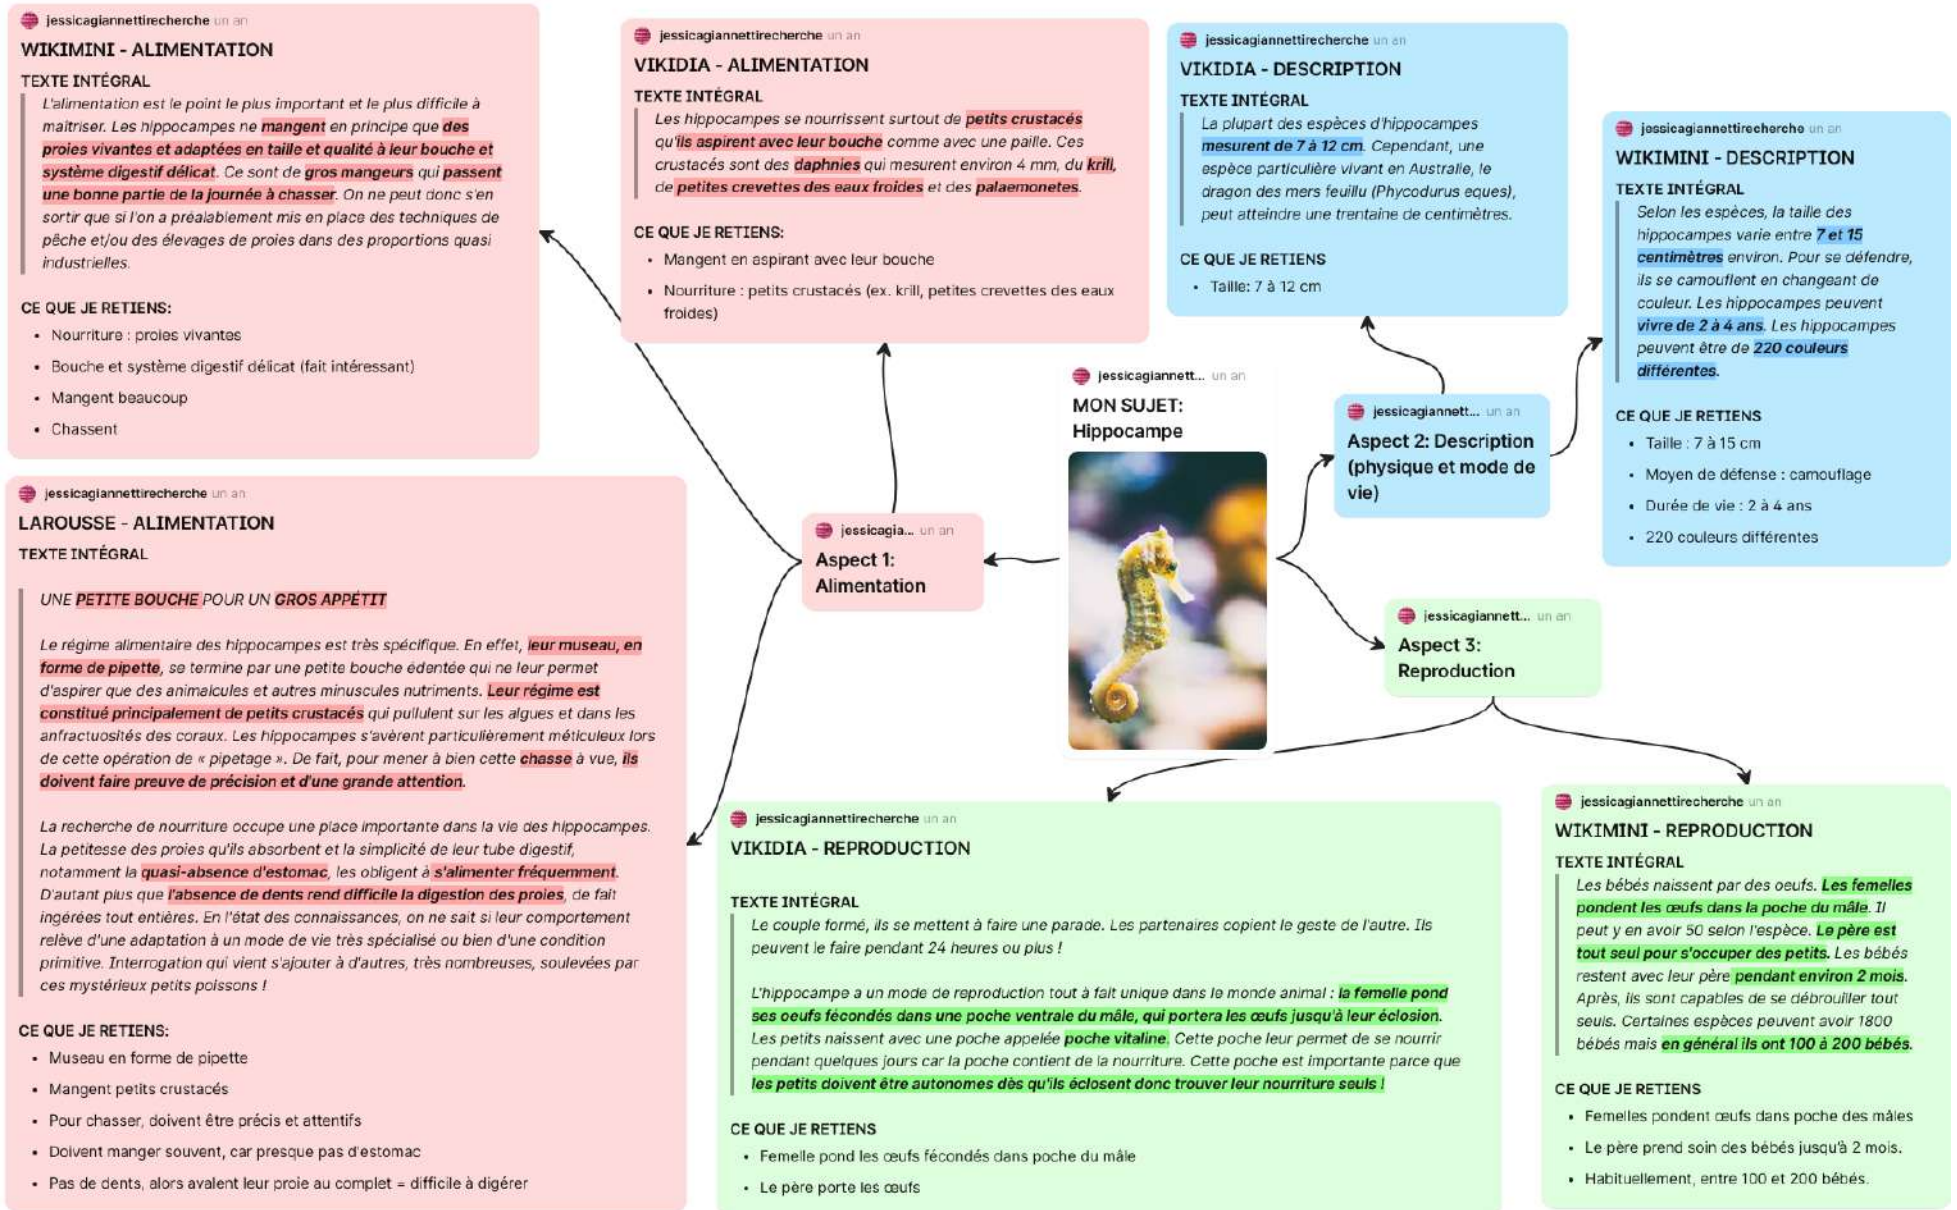 jessicagiannettirecherche un an
WIKIMINI - ALIMENTATION
TEXTE INTÉGRAL
L'alimentation est le point le plus important et le plus difficile à
maîtriser. Les hippocampes ne mangent en principe que des
proies vivantes et adaptées en taille et qualité à leur bouche et
système digestif délicat. Ce sont de gros mangeurs qui passent
une bonne partie de la journée à chasser. On ne peut donc s'en
sortir que si l'on a préalablement mis en place des techniques de
pêche et/ou des élevages de proies dans des proportions quasi
industrielles.
CE QUE JE RETIENS:
• Nourriture : proies vivantes
• Bouche et système digestif délicat (fait intéressant)
• Mangent beaucoup
• Chassent
jessicagiannettirecherche un an
VIKIDIA - ALIMENTATION
TEXTE INTÉGRAL
Les hippocampes se nourrissent surtout de petits crustacés
qu'ils aspirent avec leur bouche comme avec une paille. Ces
crustacés sont des daphnies qui mesurent environ 4 mm, du krill,
de petites crevettes des eaux froides et des palaemonetes.
CE QUE JE RETIENS:
• Mangent en aspirant avec leur bouche
• Nourriture : petits crustacés (ex. krill, petites crevettes des eaux
froides)
jessicagiannettirecherche un an
VIKIDIA - DESCRIPTION
TEXTE INTÉGRAL
La plupart des espèces d'hippocampes
mesurent de 7 à 12 cm. Cependant, une
espèce particulière vivant en Australie, le
dragon des mers feuillu (Phycodurus eques),
peut atteindre une trentaine de centimètres.
CE QUE JE RETIENS
• Taille: 7 à 12 cm
jessicagiannettirecherche un an
WIKIMINI - DESCRIPTION
TEXTE INTÉGRAL
Selon les espèces, la taille des
hippocampes varie entre 7 et 15
centimètres environ. Pour se défendre,
ils se camouflent en changeant de
couleur. Les hippocampes peuvent
vivre de 2 à 4 ans. Les hippocampes
peuvent être de 220 couleurs
différentes.
CE QUE JE RETIENS
• Taille : 7 à 15 cm
• Moyen de défense : camouflage
• Durée de vie : 2 à 4 ans
• 220 couleurs différentes
jessicagiannett... un an
MON SUJET:
Hippocampe
jessicagiannett... un an
Aspect 2: Description
(physique et mode de
vie)
jessicagia... un an
Aspect 1:
Alimentation
jessicagiannett... un an
Aspect 3:
Reproduction
jessicagiannettirecherche un an
LAROUSSE - ALIMENTATION
TEXTE INTÉGRAL
UNE PETITE BOUCHE POUR UN GROS APPÉTIT
Le régime alimentaire des hippocampes est très spécifique. En effet, leur museau, en
forme de pipette, se termine par une petite bouche édentée qui ne leur permet
d'aspirer que des animalcules et autres minuscules nutriments. Leur régime est
constitué principalement de petits crustacés qui pullulent sur les algues et dans les
anfractuosités des coraux. Les hippocampes s'avèrent particulièrement méticuleux lors
de cette opération de « pipetage ». De fait, pour mener à bien cette chasse à vue, ils
doivent faire preuve de précision et d'une grande attention.
La recherche de nourriture occupe une place importante dans la vie des hippocampes.
La petitesse des proies qu'ils absorbent et la simplicité de leur tube digestif,
notamment la quasi-absence d'estomac, les obligent à s'alimenter fréquemment.
D'autant plus que l'absence de dents rend difficile la digestion des proies, de fait
ingérées tout entières. En l'état des connaissances, on ne sait si leur comportement
relève d'une adaptation à un mode de vie très spécialisé ou bien d'une condition
primitive. Interrogation qui vient s'ajouter à d'autres, très nombreuses, soulevées par
ces mystérieux petits poissons !
CE QUE JE RETIENS:
• Museau en forme de pipette
• Mangent petits crustacés
• Pour chasser, doivent être précis et attentifs
• Doivent manger souvent, car presque pas d'estomac
• Pas de dents, alors avalent leur proie au complet = difficile à digérer
jessicagiannettirecherche un an
VIKIDIA - REPRODUCTION
TEXTE INTÉGRAL
Le couple formé, ils se mettent à faire une parade. Les partenaires copient le geste de l'autre. Ils
peuvent le faire pendant 24 heures ou plus !
L'hippocampe a un mode de reproduction tout à fait unique dans le monde animal : la femelle pond
ses oeufs fécondés dans une poche ventrale du mâle, qui portera les œufs jusqu'à leur éclosion.
Les petits naissent avec une poche appelée poche vitaline. Cette poche leur permet de se nourrir
pendant quelques jours car la poche contient de la nourriture. Cette poche est importante parce que
les petits doivent être autonomes dès qu'ils éclosent donc trouver leur nourriture seuls !
CE QUE JE RETIENS
• Femelle pond les œufs fécondés dans poche du mâle
• Le père porte les œufs
jessicagiannettirecherche un an
WIKIMINI - REPRODUCTION
TEXTE INTÉGRAL
Les bébés naissent par des oeufs. Les femelles
pondent les œufs dans la poche du mâle. Il
peut y en avoir 50 selon l'espèce. Le père est
tout seul pour s'occuper des petits. Les bébés
restent avec leur père pendant environ 2 mois.
Après, ils sont capables de se débrouiller tout
seuls. Certaines espèces peuvent avoir 1800
bébés mais en général ils ont 100 à 200 bébés.
CE QUE JE RETIENS
• Femelles pondent œufs dans poche des mâles
• Le père prend soin des bébés jusqu'à 2 mois.
• Habituellement, entre 100 et 200 bébés.